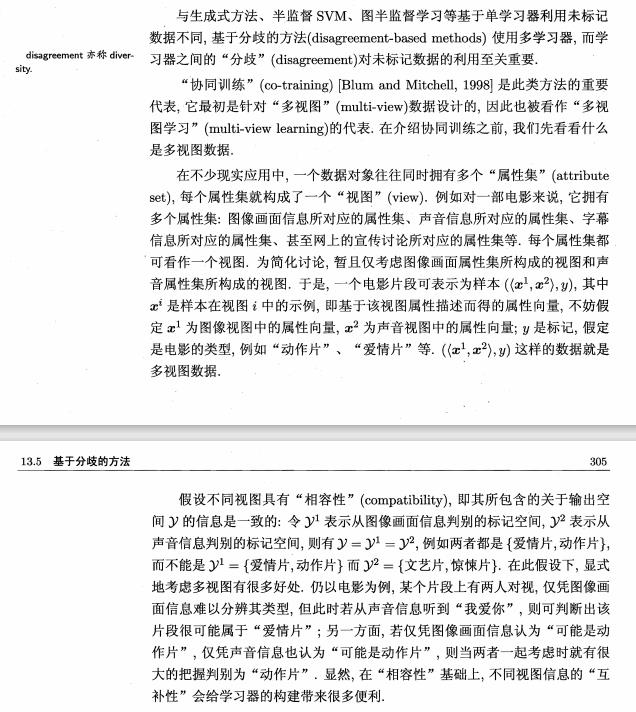 与生成式方法、半监督 SVM、图半监督学习等基于单学习器利用未标记
数据不同, 基于分歧的方法(disagreement-based methods) 使用多学习器, 而学
disagreement 亦称 diver-
sity.
习器之间的“分歧”(disagreement)对未标记数据的利用至关重要.
“协同训练”(co-training) [Blum and Mitchell, 1998] 是此类方法的重要
代表, 它最初是针对“多视图”(multi-view)数据设计的, 因此也被看作“多视
图学习”(multi-view learning)的代表. 在介绍协同训练之前, 我们先看看什么
是多视图数据.
在不少现实应用中, 一个数据对象往往同时拥有多个“属性集”(attribute
set), 每个属性集就构成了一个“视图”(view). 例如对一部电影来说, 它拥有
多个属性集: 图像画面信息所对应的属性集、声音信息所对应的属性集、字幕
信息所对应的属性集、甚至网上的宣传讨论所对应的属性集等. 每个属性集都
可看作一个视图. 为简化讨论, 暂且仅考虑图像画面属性集所构成的视图和声
音属性集所构成的视图. 于是, 一个电影片段可表示为样本 (⟨x¹, x²⟩, y), 其中
xⁱ 是样本在视图 i 中的示例, 即基于该视图属性描述而得的属性向量, 不妨假
定 x¹ 为图像视图中的属性向量, x² 为声音视图中的属性向量; y 是标记, 假定
是电影的类型, 例如“动作片”、“爱情片”等. (⟨x¹, x²⟩, y) 这样的数据就是
多视图数据.
13.5 基于分歧的方法 305
假设不同视图具有“相容性”(compatibility), 即其所包含的关于输出空
间 𝒴 的信息是一致的: 令 𝒴¹ 表示从图像画面信息判别的标记空间, 𝒴² 表示从
声音信息判别的标记空间, 则有 𝒴 = 𝒴¹ = 𝒴², 例如两者都是 {爱情片, 动作片},
而不能是 𝒴¹ = {爱情片, 动作片} 而 𝒴² = {文艺片, 惊悚片}. 在此假设下, 显式
地考虑多视图有很多好处. 仍以电影为例, 某个片段上有两人对视, 仅凭图像画
面信息难以分辨其类型, 但此时若从声音信息听到“我爱你”, 则可判断出该
片段很可能属于“爱情片”; 另一方面, 若仅凭图像画面信息认为“可能是动
作片”, 仅凭声音信息也认为“可能是动作片”, 则当两者一起考虑时就有很
大的把握判别为“动作片”. 显然, 在“相容性”基础上, 不同视图信息的“互
补性”会给学习器的构建带来很多便利.